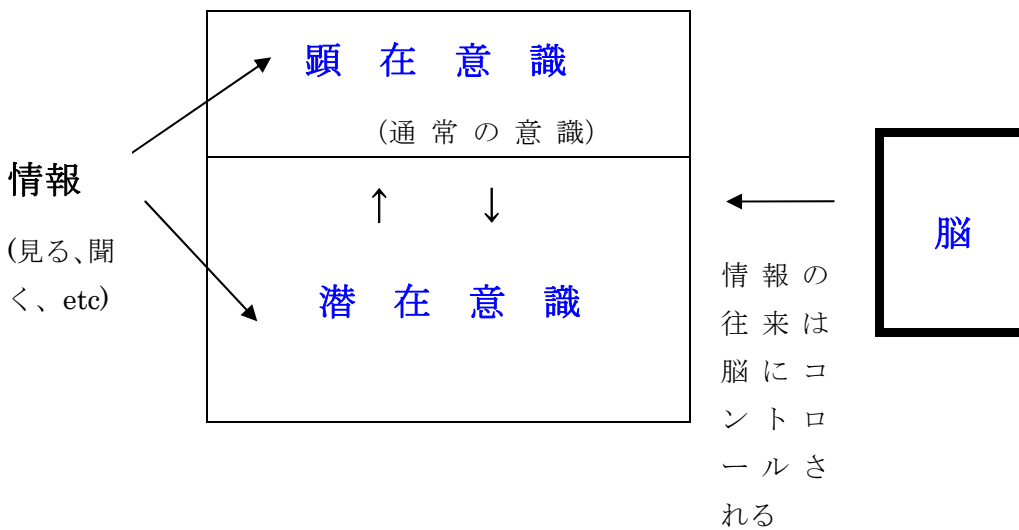 顕在意識
(通常の意識)
情報
(見る、聞
く、etc)
↑ ↓
潜在意識
脳
情報の
往来は
脳にコ
ントロ
ールさ
れる